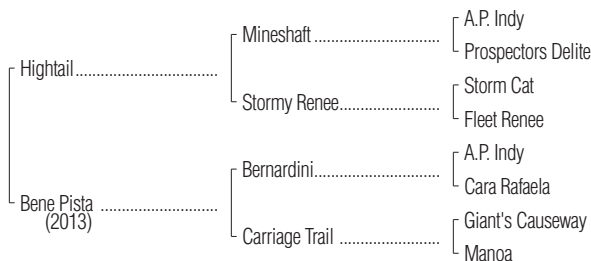 A.P. Indy
Mineshaft
Prospectors Delite
Hightail
Storm Cat
Stormy Renee
Fleet Renee
A.P. Indy
Bernardini
Cara Rafaela
Bene Pista
(2013)
Giant's Causeway
Carriage Trail
Manoa